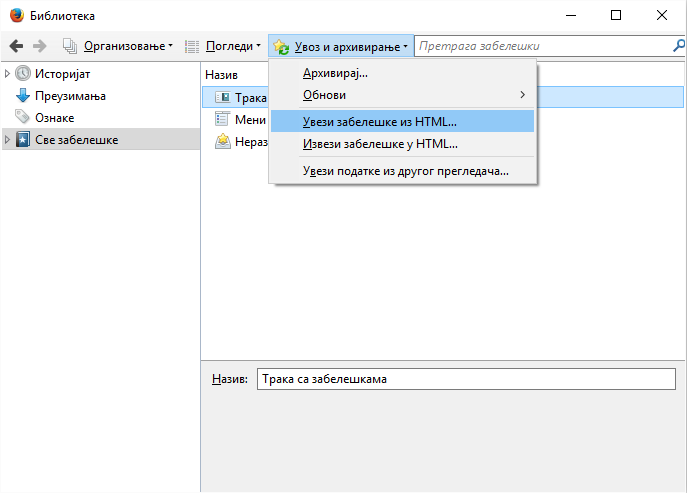 Библиотека
Организовање Погледи Увоз и архивирање Претрага забелешки
Историјат
Преузимања
Ознаке
Све забелешке
Назив
Трака
Мени
Нераз
Архивирај...
Обнови
Увези забелешке из HTML...
Извези забелешке у HTML...
Увези податке из другог прегледача...
Назив: Трака са забелешкама